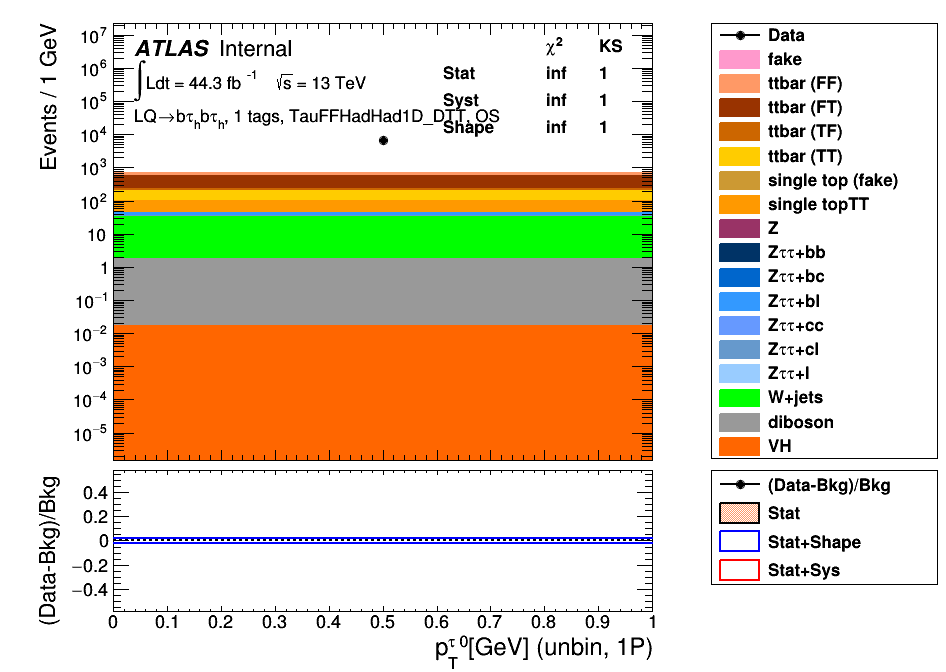 Events / 1 GeV
10⁷
10⁶
10⁵
10⁴
10³
10²
10
1
10⁻¹
10⁻²
10⁻³
10⁻⁴
10⁻⁵
ATLAS Internal
∫Ldt = 44.3 fb⁻¹ √s = 13 TeV
LQ→bτₕbτₕ, 1 tags, TauFFHadHad1D_DTT, OS
χ² KS
Stat inf 1
Syst inf 1
Shape inf 1
Data
fake
ttbar (FF)
ttbar (FT)
ttbar (TF)
ttbar (TT)
single top (fake)
single topTT
Z
Zττ+bb
Zττ+bc
Zττ+bl
Zττ+cc
Zττ+cl
Zττ+l
W+jets
diboson
VH
(Data-Bkg)/Bkg
0.4
0.2
0
−0.2
−0.4
0 0.1 0.2 0.3 0.4 0.5 0.6 0.7 0.8 0.9 1
p_T^{τ 0}[GeV] (unbin, 1P)
(Data-Bkg)/Bkg
Stat
Stat+Shape
Stat+Sys